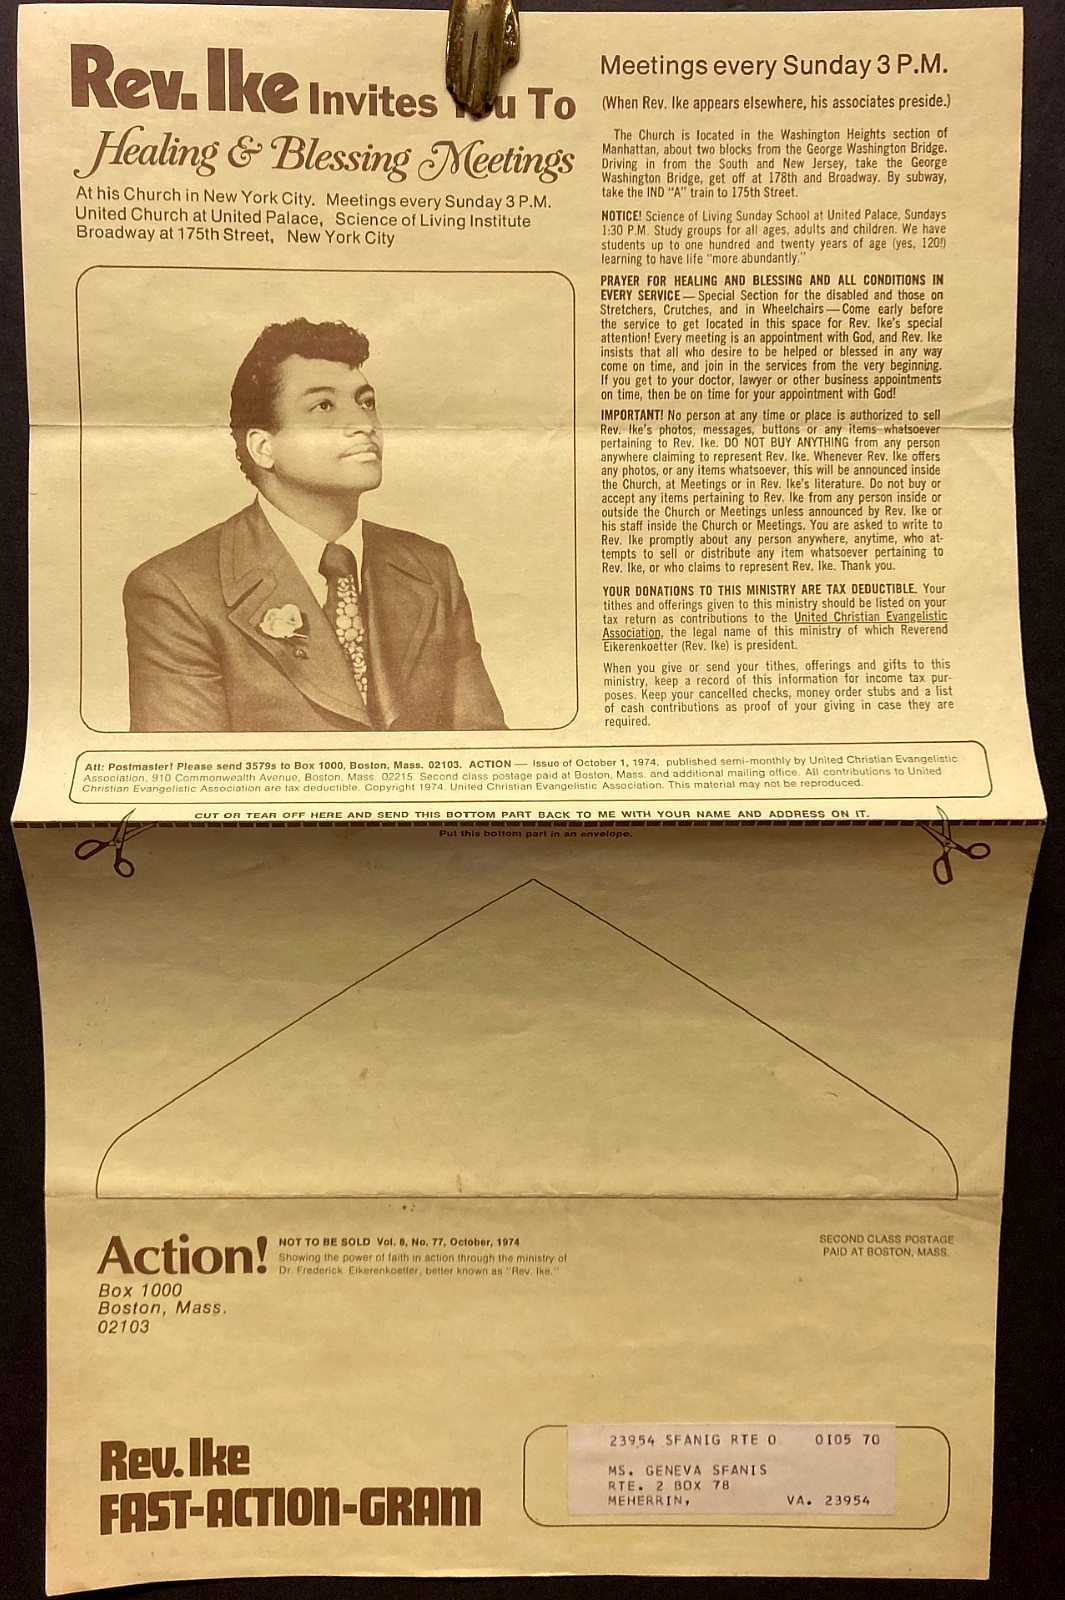 Rev. Ike Invites You To
Healing & Blessing Meetings
At his Church in New York City. Meetings every Sunday 3 P.M.
United Church at United Palace, Science of Living Institute
Broadway at 175th Street, New York City
Meetings every Sunday 3 P.M.
(When Rev. Ike appears elsewhere, his associates preside.)
The Church is located in the Washington Heights section of
Manhattan, about two blocks from the George Washington Bridge.
Driving in from the South and New Jersey, take the George
Washington Bridge, get off at 178th and Broadway. By subway,
take the IND "A" train to 175th Street.
NOTICE! Science of Living Sunday School at United Palace, Sundays
1:30 P.M. Study groups for all ages, adults and children. We have
students up to one hundred and twenty years of age (yes, 120!)
learning to have life "more abundantly."
PRAYER FOR HEALING AND BLESSING AND ALL CONDITIONS IN
EVERY SERVICE — Special Section for the disabled and those on
Stretchers, Crutches, and in Wheelchairs — Come early before
the service to get located in this space for Rev. Ike's special
attention! Every meeting is an appointment with God, and Rev. Ike
insists that all who desire to be helped or blessed in any way
come on time, and join in the services from the very beginning.
If you get to your doctor, lawyer or other business appointments
on time, then be on time for your appointment with God!
IMPORTANT! No person at any time or place is authorized to sell
Rev. Ike's photos, messages, buttons or any items whatsoever
pertaining to Rev. Ike. DO NOT BUY ANYTHING from any person
anywhere claiming to represent Rev. Ike. Whenever Rev. Ike offers
any photos, or any items whatsoever, this will be announced inside
the Church, at Meetings or in Rev. Ike's literature. Do not buy or
accept any items pertaining to Rev. Ike from any person inside or
outside the Church or Meetings unless announced by Rev. Ike or
his staff inside the Church or Meetings. You are asked to write to
Rev. Ike promptly about any person anywhere, anytime, who at-
tempts to sell or distribute any item whatsoever pertaining to
Rev. Ike, or who claims to represent Rev. Ike. Thank you.
YOUR DONATIONS TO THIS MINISTRY ARE TAX DEDUCTIBLE. Your
tithes and offerings given to this ministry should be listed on your
tax return as contributions to the United Christian Evangelistic
Association, the legal name of this ministry of which Reverend
Eikerenkoetter (Rev. Ike) is president.
When you give or send your tithes, offerings and gifts to this
ministry, keep a record of this information for income tax pur-
poses. Keep your cancelled checks, money order stubs and a list
of cash contributions as proof of your giving in case they are
required.
Att: Postmaster! Please send 3579s to Box 1000, Boston, Mass. 02103. ACTION — Issue of October 1, 1974, published semi-monthly by United Christian Evangelistic
Association, 910 Commonwealth Avenue, Boston, Mass. 02215. Second class postage paid at Boston, Mass. and additional mailing office. All contributions to United
Christian Evangelistic Association are tax deductible. Copyright 1974, United Christian Evangelistic Association. This material may not be reproduced.
CUT OR TEAR OFF HERE AND SEND THIS BOTTOM PART BACK TO ME WITH YOUR NAME AND ADDRESS ON IT.
Put this bottom part in an envelope.
Action! NOT TO BE SOLD Vol. 8, No. 77, October, 1974
Showing the power of faith in action through the ministry of
Dr. Frederick Eikerenkoetter, better known as "Rev. Ike."
Box 1000
Boston, Mass.
02103
SECOND CLASS POSTAGE
PAID AT BOSTON, MASS.
Rev. Ike
FAST-ACTION-GRAM
23954 SFANIG RTE 0 0105 70
MS. GENEVA SFANIS
RTE. 2 BOX 78
MEHERRIN, VA. 23954